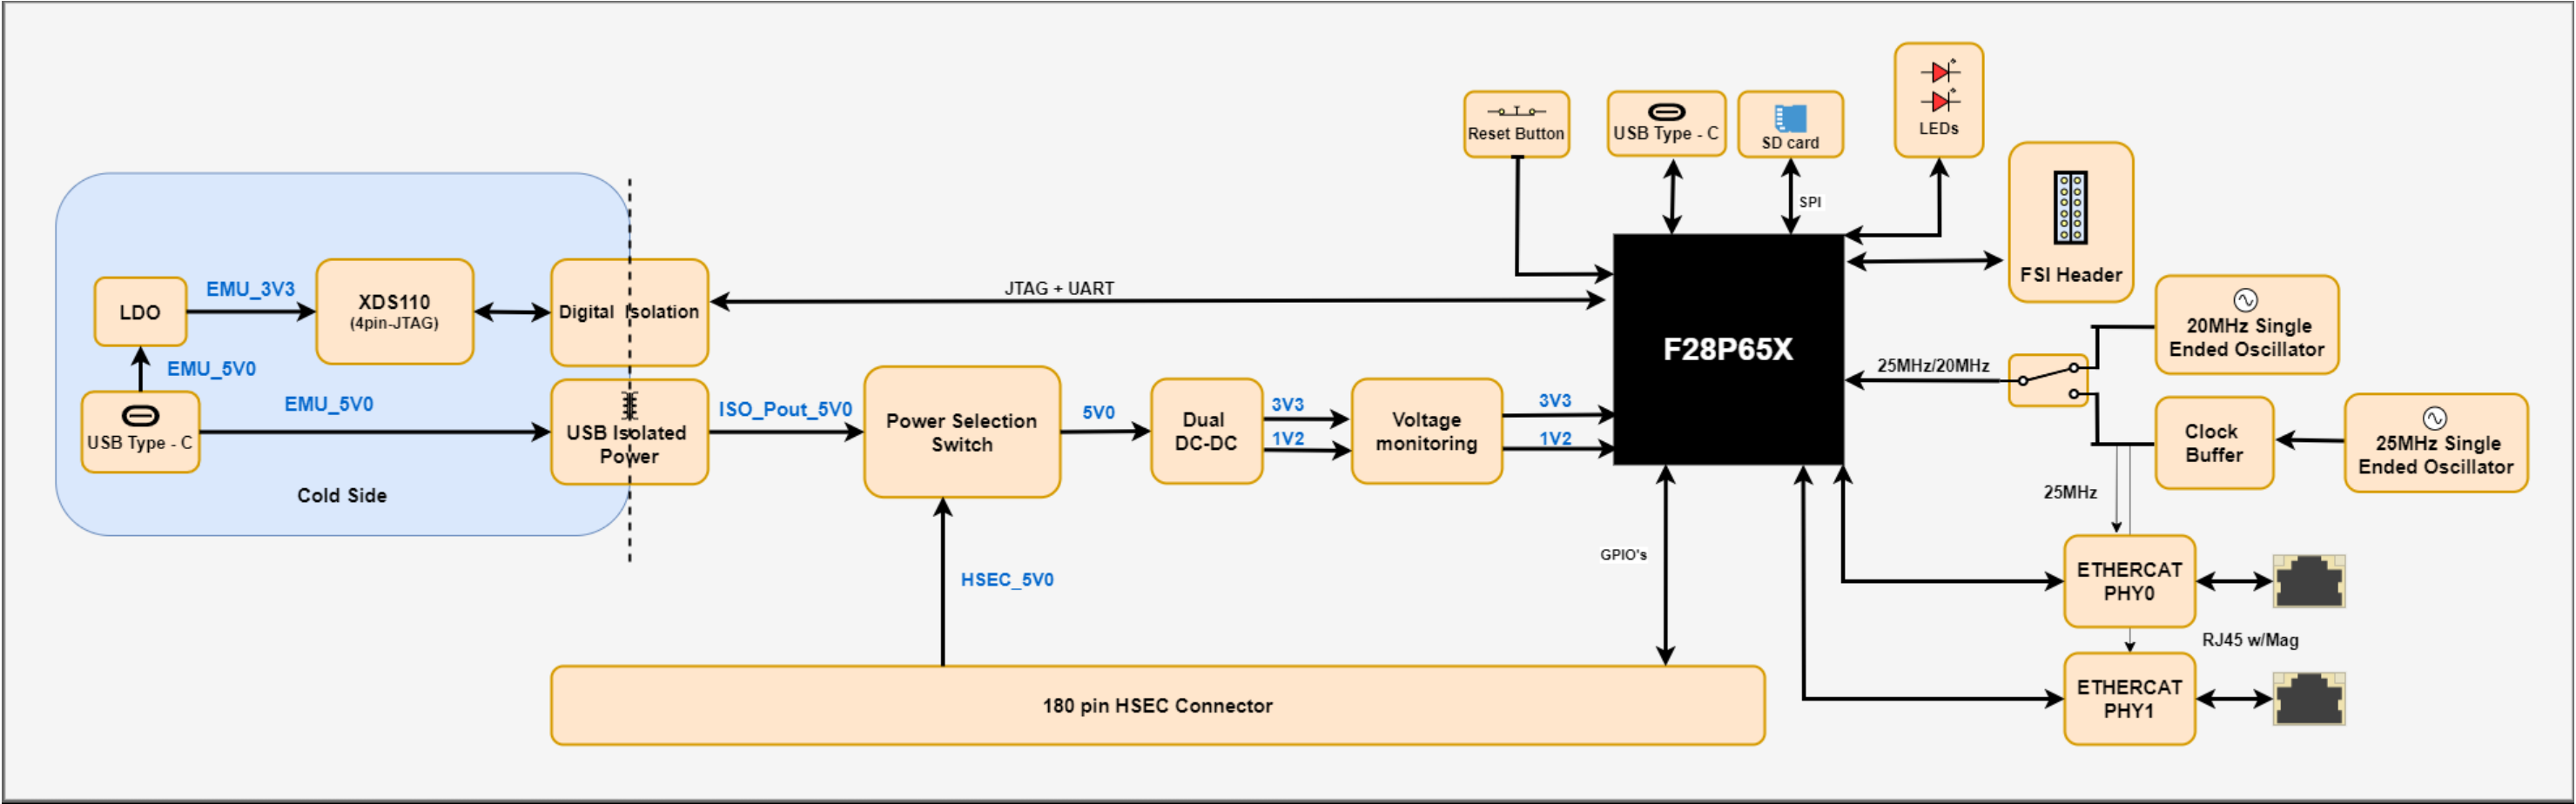 LEDs
Reset Button
USB Type - C
SD card
SPI
FSI Header
EMU_3V3
LDO
XDS110
(4pin-JTAG)
Digital Isolation
JTAG + UART
20MHz Single
Ended Oscillator
F28P65X
25MHz/20MHz
EMU_5V0
EMU_5V0
USB Type - C
USB Isolated
Power
ISO_Pout_5V0
Power Selection
Switch
5V0
Dual
DC-DC
3V3
1V2
Voltage
monitoring
3V3
1V2
Clock
Buffer
25MHz Single
Ended Oscillator
Cold Side
25MHz
GPIO's
HSEC_5V0
ETHERCAT
PHY0
RJ45 w/Mag
ETHERCAT
PHY1
180 pin HSEC Connector